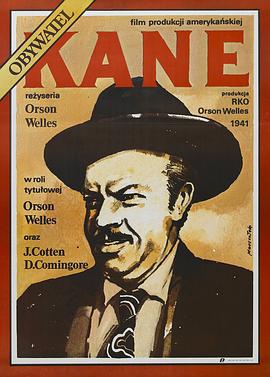 film produkcji amerykańskiej
OBYWATEL
KANE
reżyseria
Orson
Welles
produkcja
RKO
Orson Welles
1941
w roli
tytułowej
Orson
Welles
oraz
J.Cotten
D.Comingore